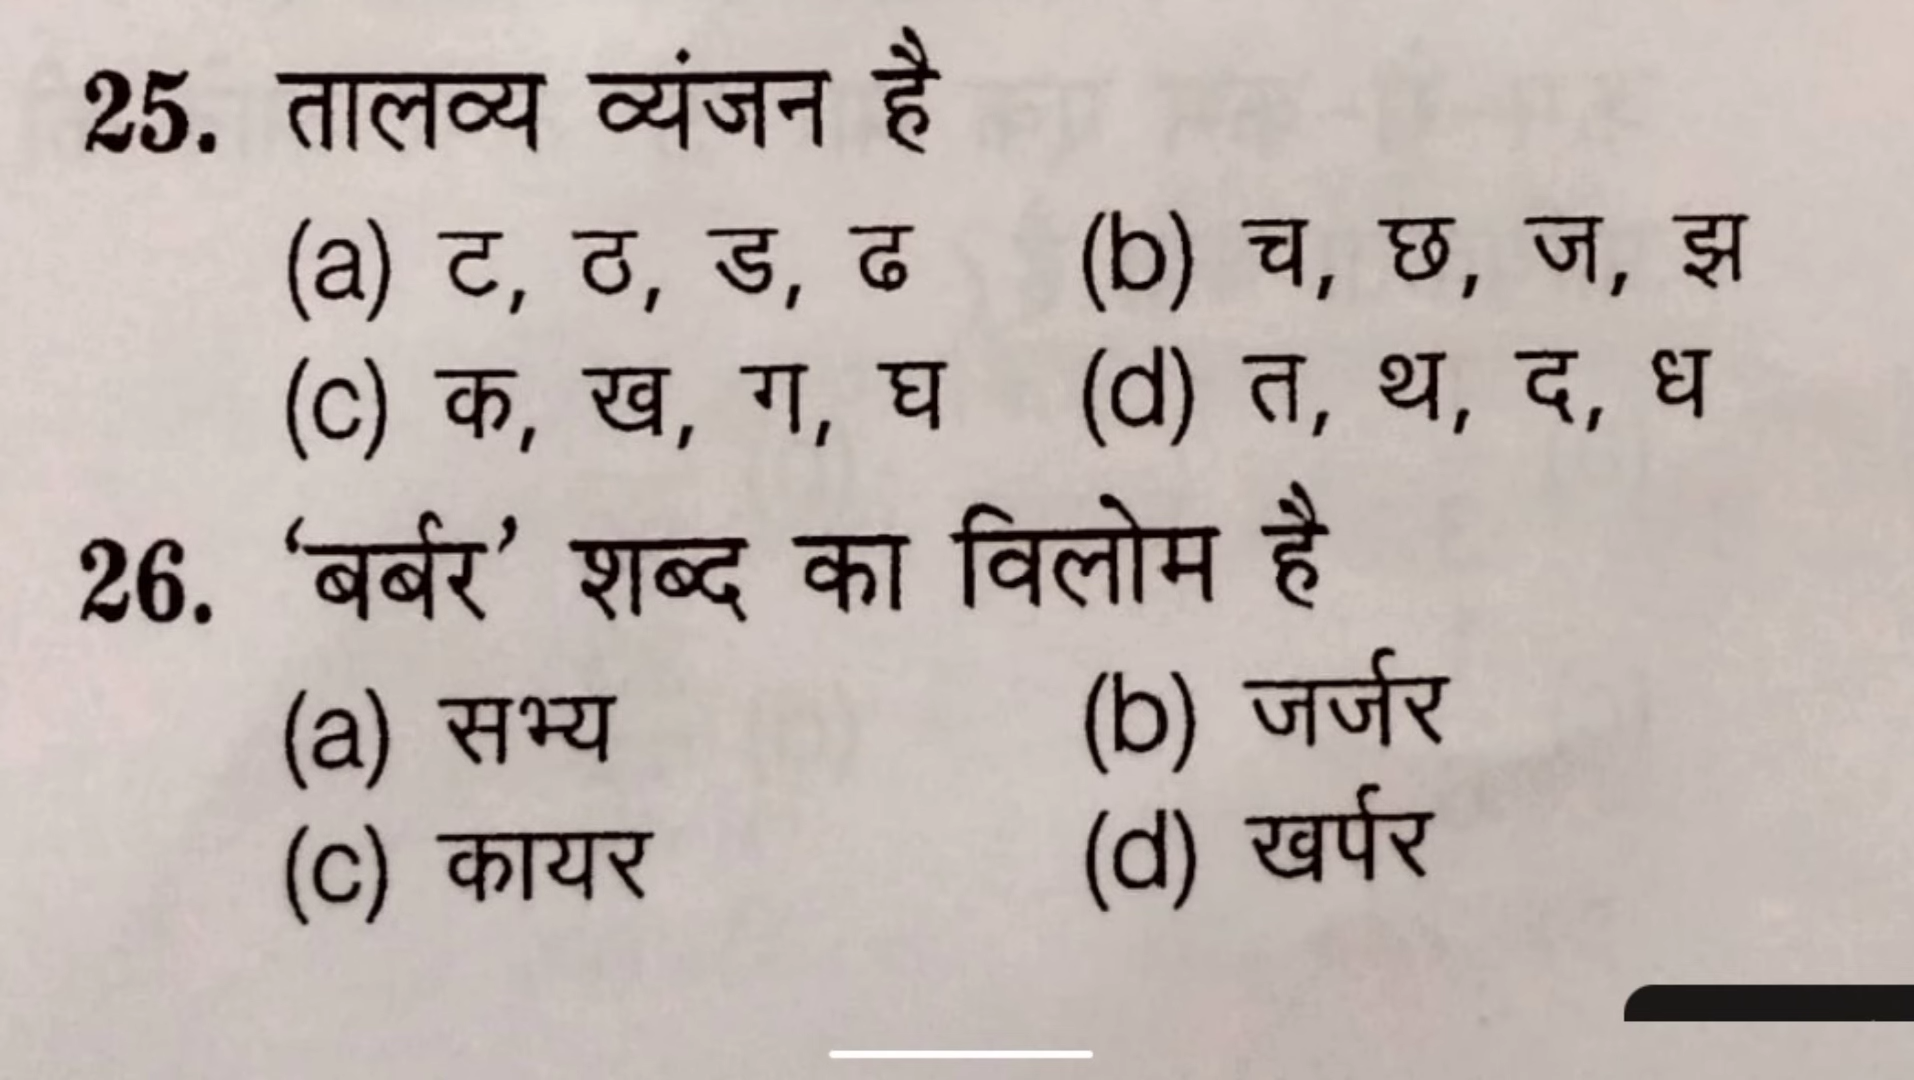 25. तालव्य व्यंजन है
(a) ट, ठ, ड, ढ (b) च, छ, ज, झ
(c) क, ख, ग, घ (d) त, थ, द, ध
26. ‘बर्बर’ शब्द का विलोम है
(a) सभ्य (b) जर्जर
(c) कायर (d) खर्पर